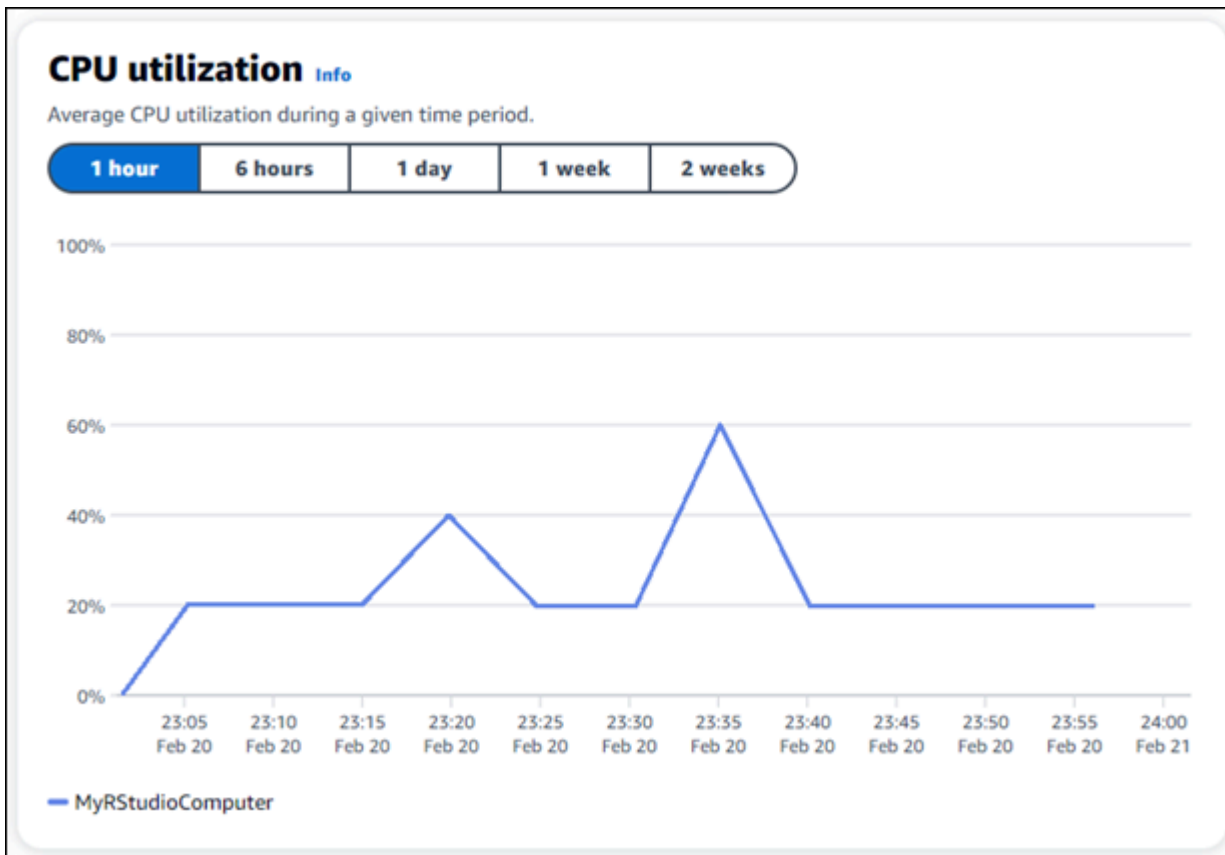 CPU utilization Info
Average CPU utilization during a given time period.
1 hour 6 hours 1 day 1 week 2 weeks
100%
80%
60%
40%
20%
0%
23:05 23:10 23:15 23:20 23:25 23:30 23:35 23:40 23:45 23:50 23:55 24:00
Feb 20 Feb 20 Feb 20 Feb 20 Feb 20 Feb 20 Feb 20 Feb 20 Feb 20 Feb 20 Feb 20 Feb 21
MyRStudioComputer